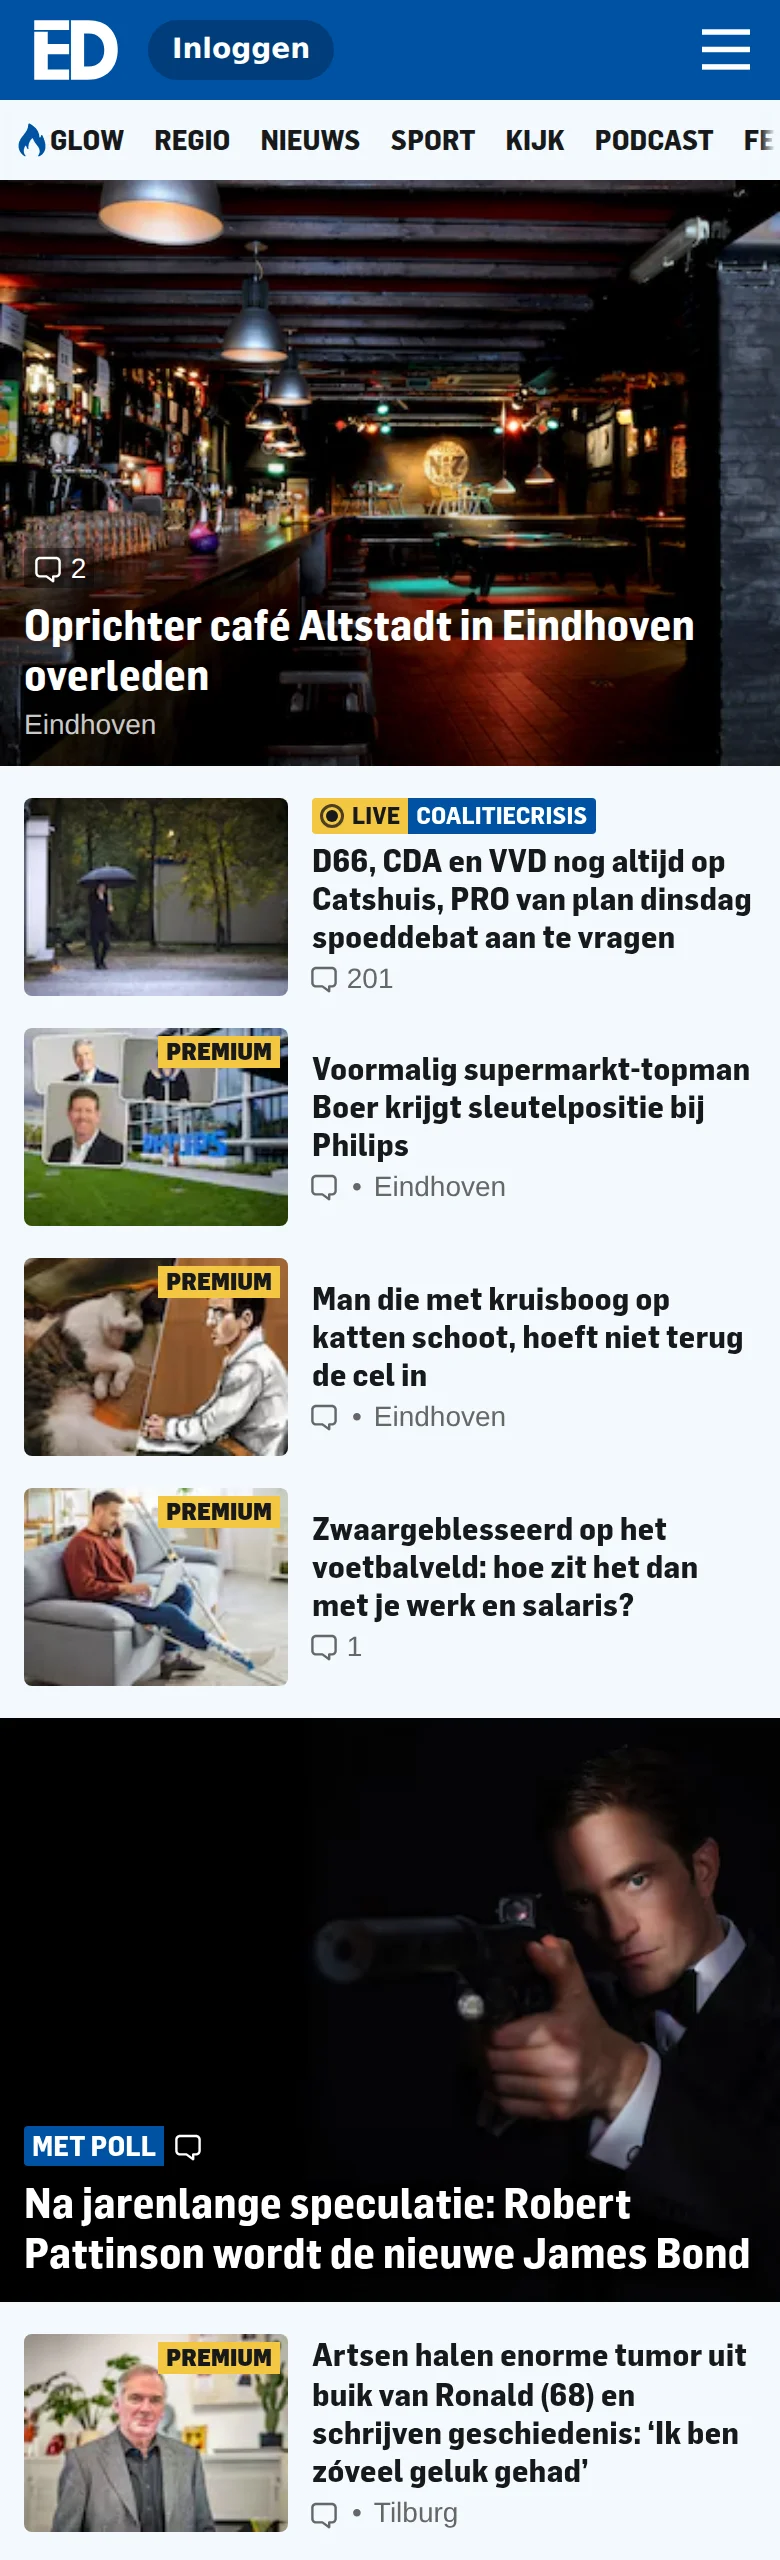 ED
Inloggen
GLOW REGIO NIEUWS SPORT KIJK PODCAST FE
2
Oprichter café Altstadt in Eindhoven
overleden
Eindhoven
LIVE COALITIECRISIS
D66, CDA en VVD nog altijd op
Catshuis, PRO van plan dinsdag
spoeddebat aan te vragen
201
PREMIUM
Voormalig supermarkt-topman
Boer krijgt sleutelpositie bij
Philips
• Eindhoven
PREMIUM
Man die met kruisboog op
katten schoot, hoeft niet terug
de cel in
• Eindhoven
PREMIUM
Zwaargeblesseerd op het
voetbalveld: hoe zit het dan
met je werk en salaris?
1
MET POLL
Na jarenlange speculatie: Robert
Pattinson wordt de nieuwe James Bond
PREMIUM
Artsen halen enorme tumor uit
buik van Ronald (68) en
schrijven geschiedenis: ‘Ik ben
zóveel geluk gehad’
• Tilburg